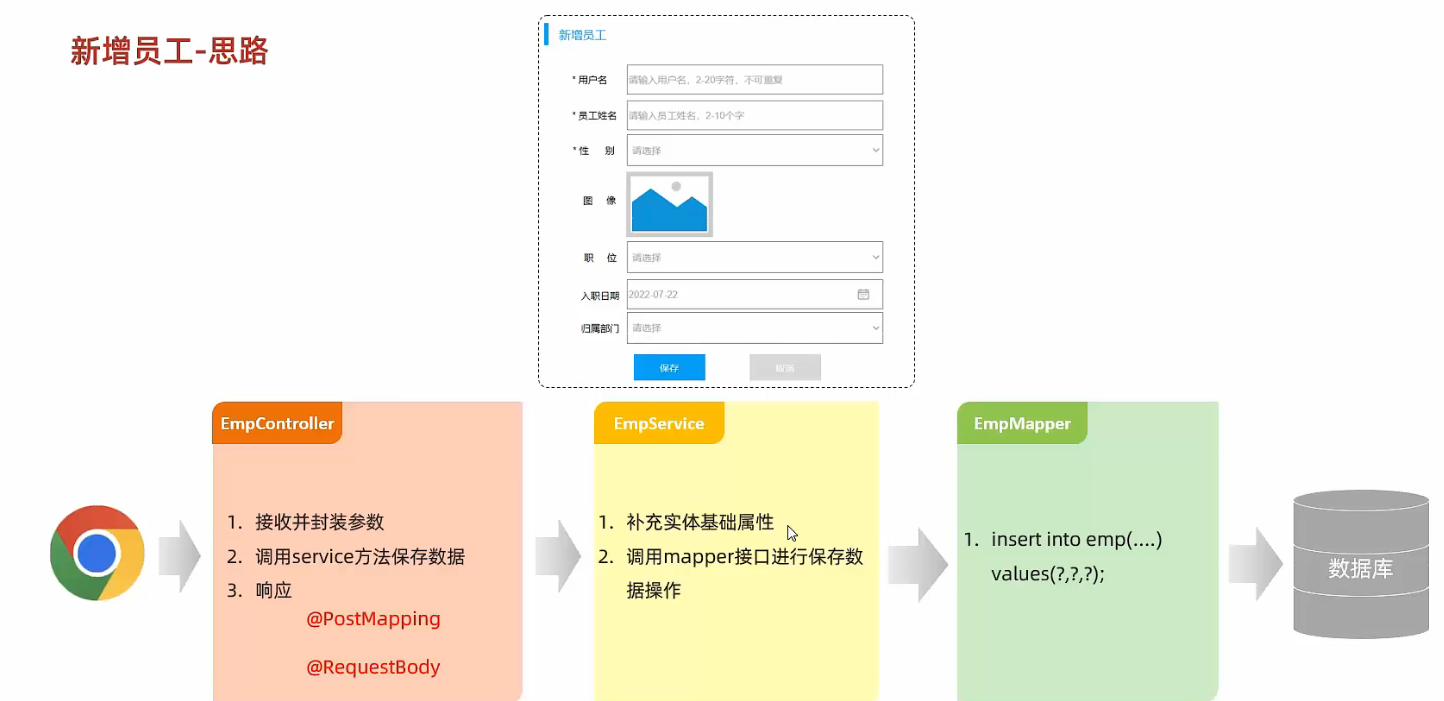 新增员工-思路
新增员工
* 用户名 请输入用户名，2-20字符，不可重复
* 员工姓名 请输入员工姓名，2-10个字
* 性 别 请选择
图 像
职 位 请选择
入职日期 2022-07-22
归属部门 请选择
保存 取消
EmpController
1. 接收并封装参数
2. 调用service方法保存数据
3. 响应
@PostMapping
@RequestBody
EmpService
1. 补充实体基础属性
2. 调用mapper接口进行保存数
据操作
EmpMapper
1. insert into emp(....)
values(?,?,?);
数据库